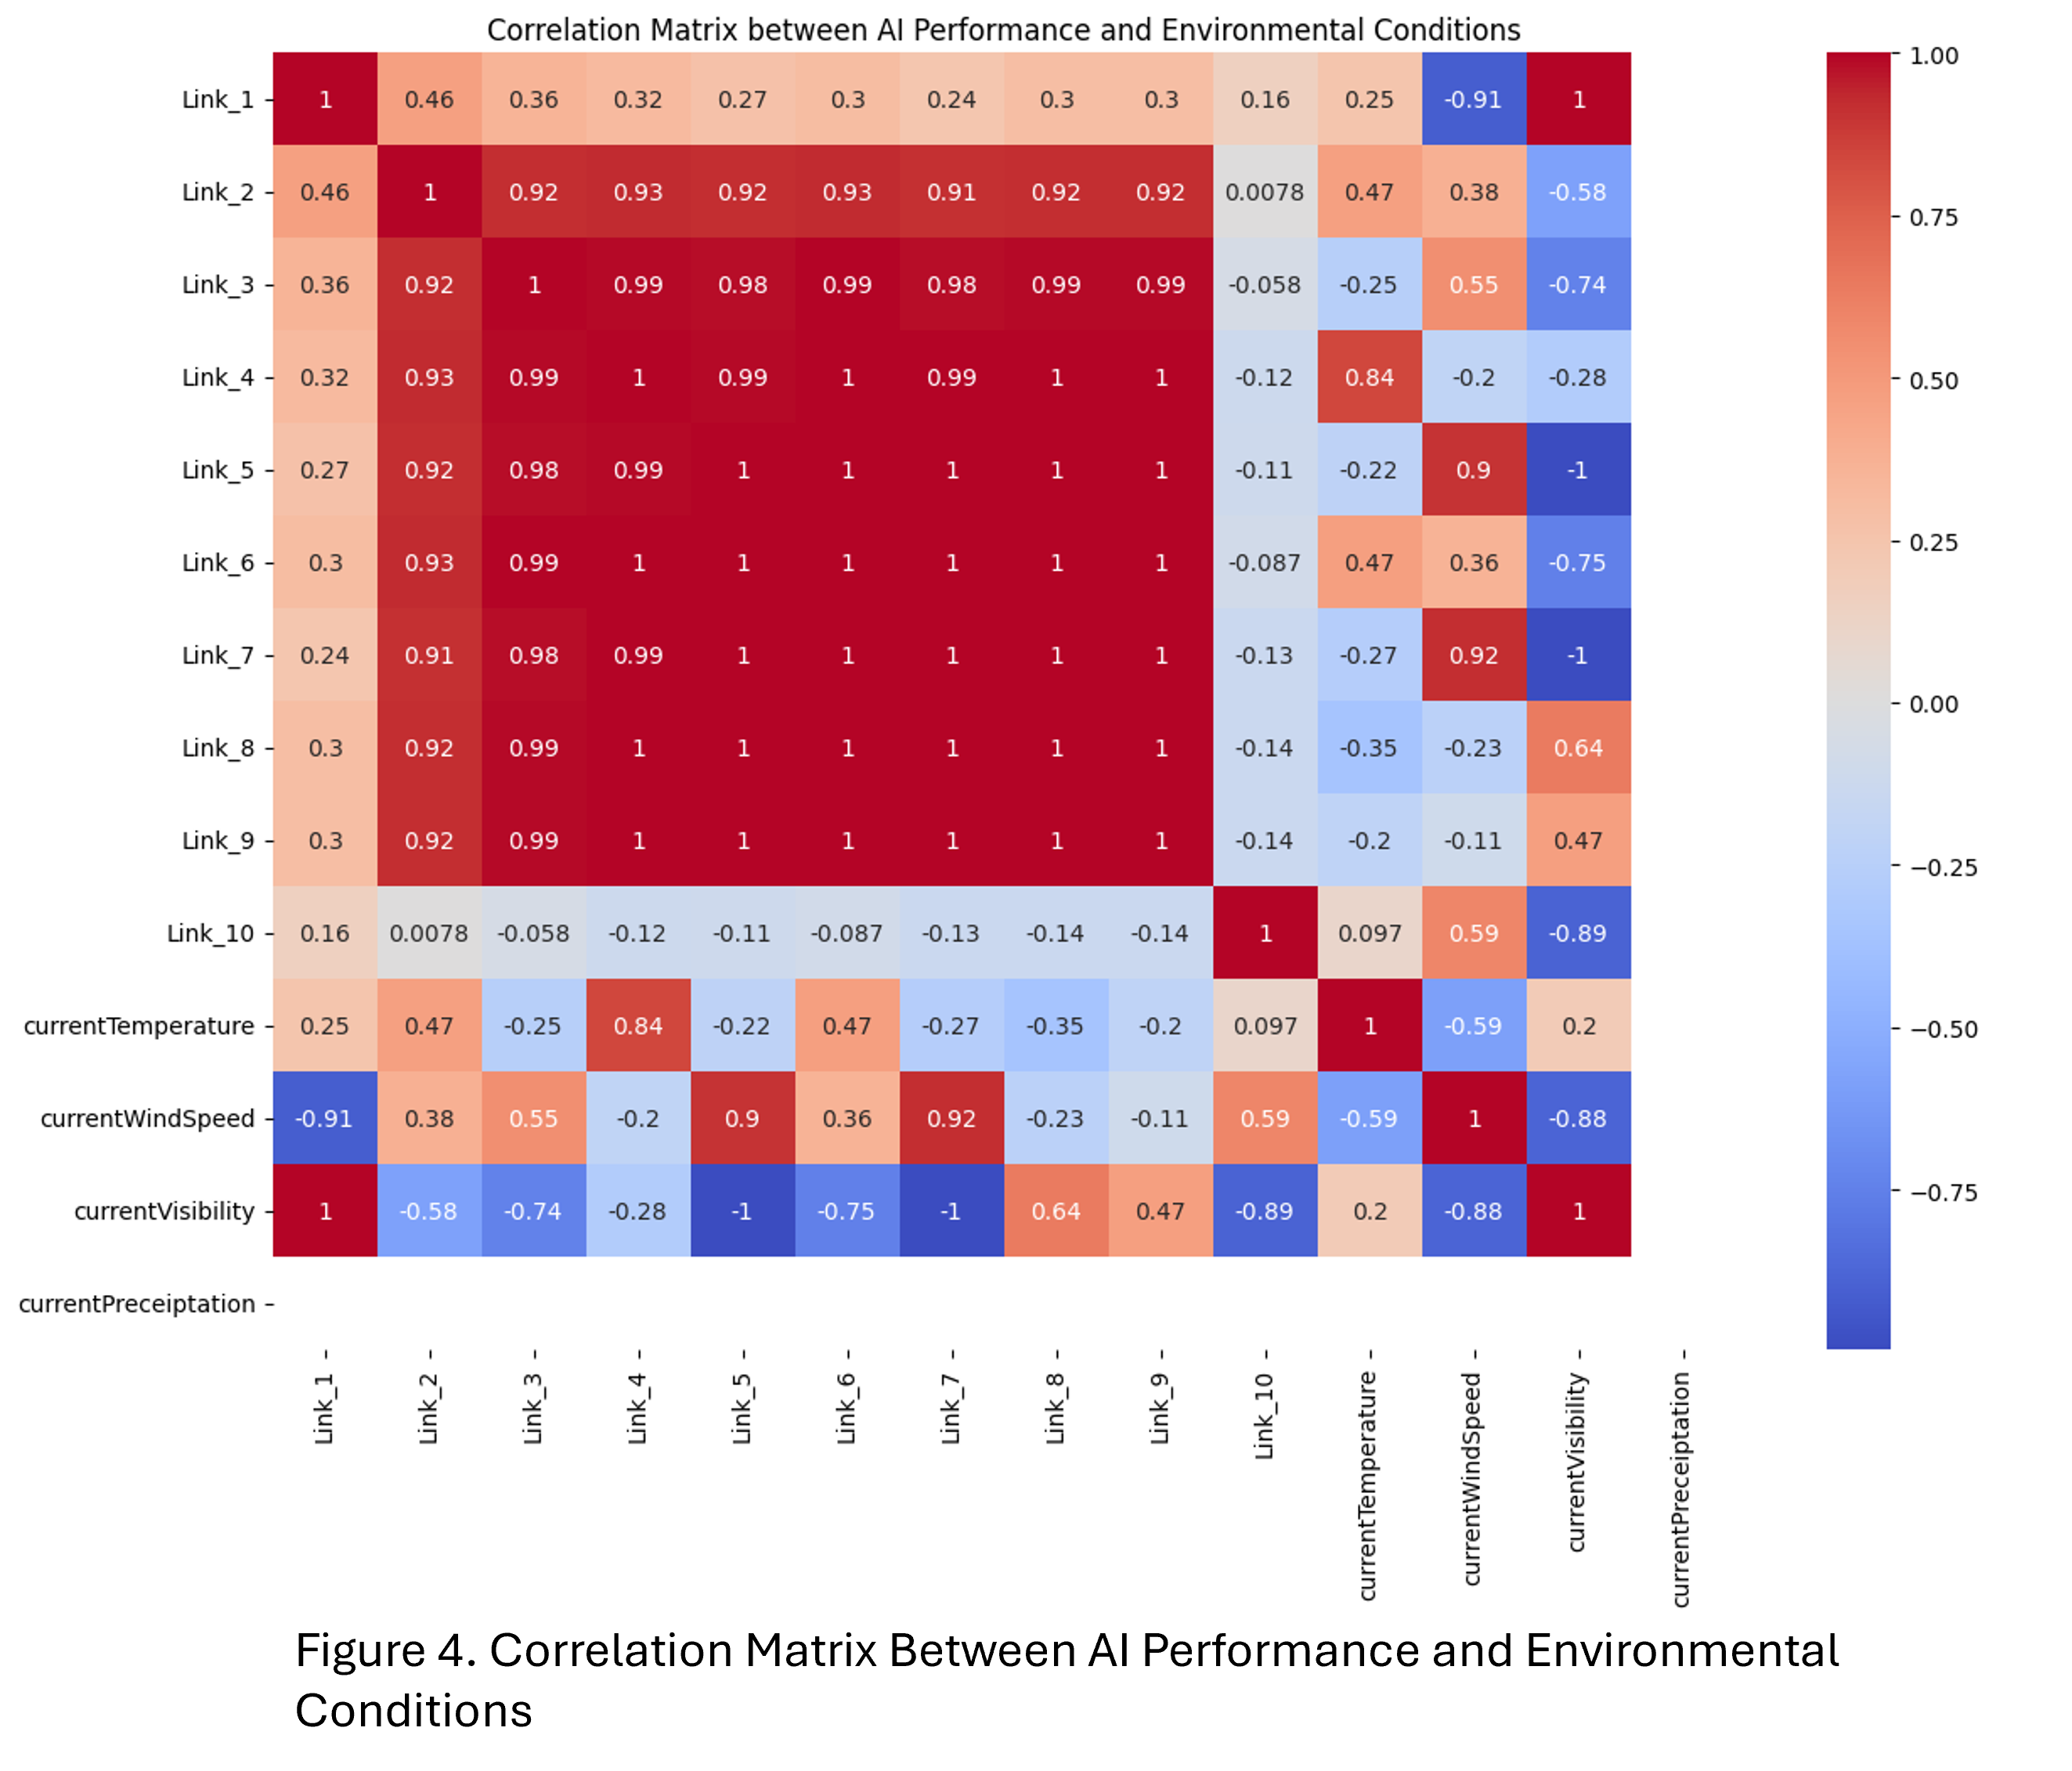 Correlation Matrix between AI Performance and Environmental Conditions
Link_1 1 0.46 0.36 0.32 0.27 0.3 0.24 0.3 0.3 0.16 0.25 -0.91 1
Link_2 0.46 1 0.92 0.93 0.92 0.93 0.91 0.92 0.92 0.0078 0.47 0.38 -0.58
Link_3 0.36 0.92 1 0.99 0.98 0.99 0.98 0.99 0.99 -0.058 -0.25 0.55 -0.74
Link_4 0.32 0.93 0.99 1 0.99 1 0.99 1 1 -0.12 0.84 -0.2 -0.28
Link_5 0.27 0.92 0.98 0.99 1 1 1 1 1 -0.11 -0.22 0.9 -1
Link_6 0.3 0.93 0.99 1 1 1 1 1 1 -0.087 0.47 0.36 -0.75
Link_7 0.24 0.91 0.98 0.99 1 1 1 1 1 -0.13 -0.27 0.92 -1
Link_8 0.3 0.92 0.99 1 1 1 1 1 1 -0.14 -0.35 -0.23 0.64
Link_9 0.3 0.92 0.99 1 1 1 1 1 1 -0.14 -0.2 -0.11 0.47
Link_10 0.16 0.0078 -0.058 -0.12 -0.11 -0.087 -0.13 -0.14 -0.14 1 0.097 0.59 -0.89
currentTemperature 0.25 0.47 -0.25 0.84 -0.22 0.47 -0.27 -0.35 -0.2 0.097 1 -0.59 0.2
currentWindSpeed -0.91 0.38 0.55 -0.2 0.9 0.36 0.92 -0.23 -0.11 0.59 -0.59 1 -0.88
currentVisibility 1 -0.58 -0.74 -0.28 -1 -0.75 -1 0.64 0.47 -0.89 0.2 -0.88 1
currentPreceiptation
Link_1
Link_2
Link_3
Link_4
Link_5
Link_6
Link_7
Link_8
Link_9
Link_10
currentTemperature
currentWindSpeed
currentVisibility
currentPreceiptation
1.00
0.75
0.50
0.25
0.00
−0.25
−0.50
−0.75
Figure 4. Correlation Matrix Between AI Performance and Environmental
Conditions